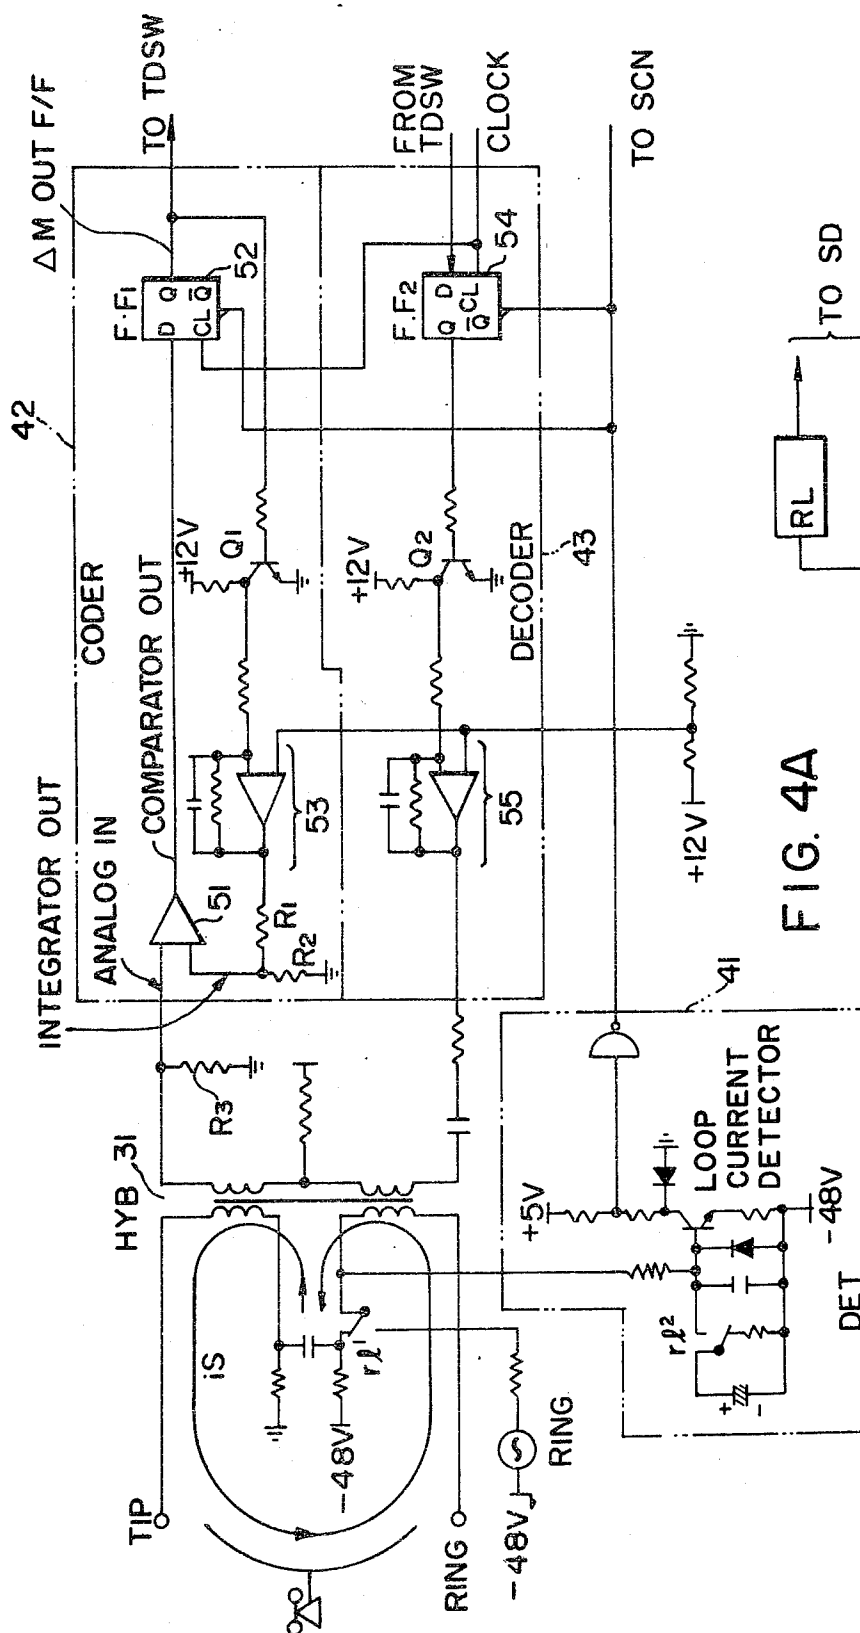 TIP
HYB 31
INTEGRATOR OUT
ANALOG IN
COMPARATOR OUT
CODER
42
F·F1
ΔM OUT F/F
TO TDSW
D Q
CL Q̅
52
51
+12V
Q1
R3
R1
R2
53
iS
-48V
rl1
FROM
TDSW
CLOCK
F.F2
Q D
Q̅ CL
54
+12V
Q2
DECODER
43
55
RING
-48V
RING
TO SCN
+5V
LOOP
CURRENT
DETECTOR
41
+12V
rl2
+
-
-48V
DET
FIG. 4A
RL
TO SD